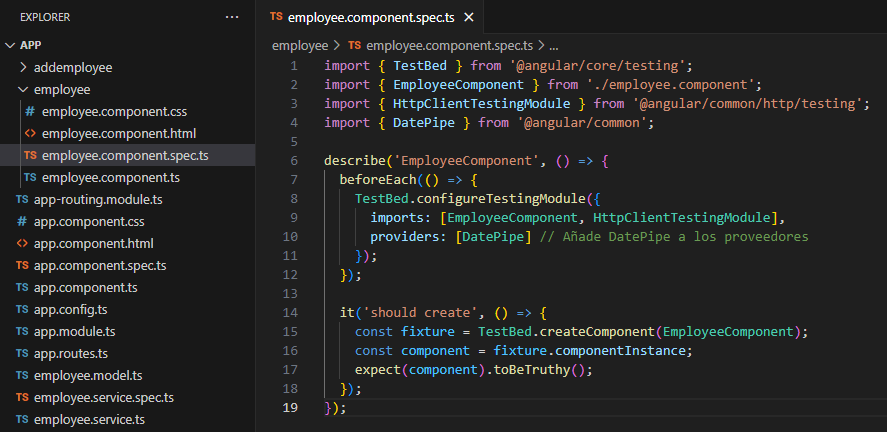 EXPLORER
APP
addemployee
employee
employee.component.css
employee.component.html
TS employee.component.spec.ts
TS employee.component.ts
TS app-routing.module.ts
app.component.css
app.component.html
TS app.component.spec.ts
TS app.component.ts
TS app.config.ts
TS app.module.ts
TS app.routes.ts
TS employee.model.ts
TS employee.service.spec.ts
TS employee.service.ts
TS employee.component.spec.ts
employee > TS employee.component.spec.ts > ...
1 import { TestBed } from '@angular/core/testing';
2 import { EmployeeComponent } from './employee.component';
3 import { HttpClientTestingModule } from '@angular/common/http/testing';
4 import { DatePipe } from '@angular/common';
5
6 describe('EmployeeComponent', () => {
7   beforeEach(() => {
8     TestBed.configureTestingModule({
9       imports: [EmployeeComponent, HttpClientTestingModule],
10       providers: [DatePipe] // Añade DatePipe a los proveedores
11     });
12   });
13
14   it('should create', () => {
15     const fixture = TestBed.createComponent(EmployeeComponent);
16     const component = fixture.componentInstance;
17     expect(component).toBeTruthy();
18   });
19 });